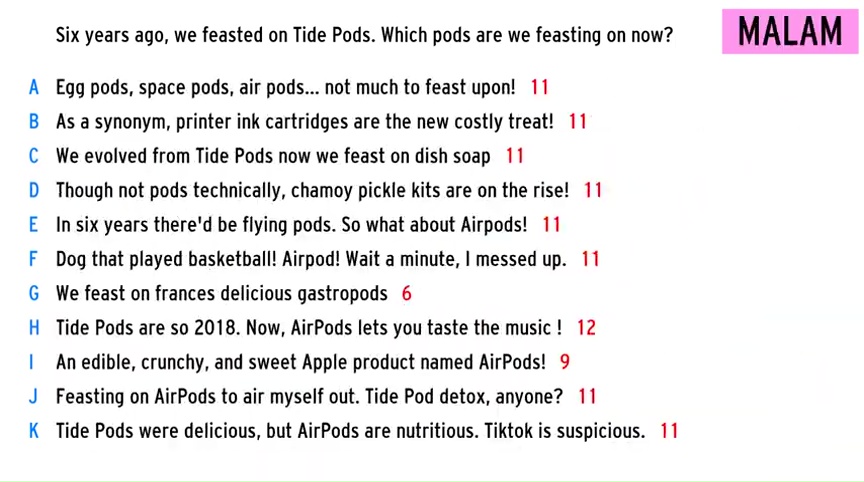 Six years ago, we feasted on Tide Pods. Which pods are we feasting on now?
MALAM
A Egg pods, space pods, air pods... not much to feast upon! 11
B As a synonym, printer ink cartridges are the new costly treat! 11
C We evolved from Tide Pods now we feast on dish soap 11
D Though not pods technically, chamoy pickle kits are on the rise! 11
E In six years there'd be flying pods. So what about Airpods! 11
F Dog that played basketball! Airpod! Wait a minute, I messed up. 11
G We feast on frances delicious gastropods 6
H Tide Pods are so 2018. Now, AirPods lets you taste the music ! 12
I An edible, crunchy, and sweet Apple product named AirPods! 9
J Feasting on AirPods to air myself out. Tide Pod detox, anyone? 11
K Tide Pods were delicious, but AirPods are nutritious. Tiktok is suspicious. 11